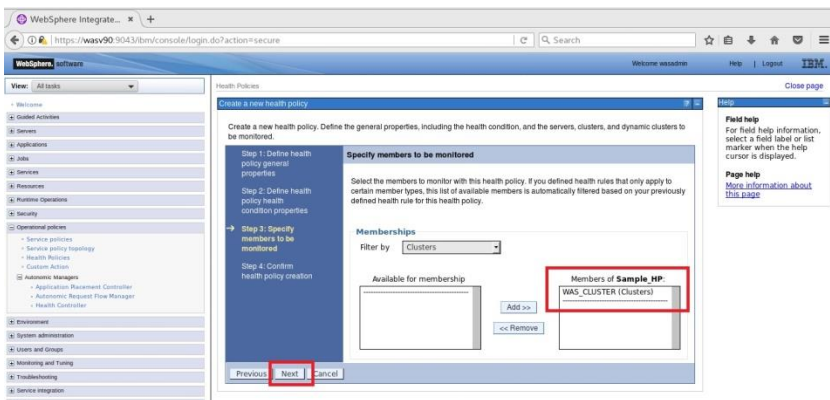 WebSphere Integrate...
https://wasv90:9043/ibm/console/login.do?action=secure
Search
WebSphere. software
Welcome wasadmin
Help | Logout
IBM.
View: All tasks
Welcome
Guided Activities
Servers
Applications
Jobs
Services
Resources
Runtime Operations
Security
Operational policies
Service policies
Service policy topology
Health Policies
Custom Action
Autonomic Managers
Application Placement Controller
Autonomic Request Flow Manager
Health Controller
Environment
System administration
Users and Groups
Monitoring and Tuning
Troubleshooting
Service integration
Health Policies
Close page
Create a new health policy
Create a new health policy. Define the general properties, including the health condition, and the servers, clusters, and dynamic clusters to
be monitored.
Step 1: Define health
policy general
properties
Step 2: Define health
policy health
condition properties
Step 3: Specify
members to be
monitored
Step 4: Confirm
health policy creation
Specify members to be monitored
Select the members to monitor with this health policy. If you defined health rules that only apply to
certain member types, this list of available members is automatically filtered based on your previously
defined health rule for this health policy.
Memberships
Filter by Clusters
Available for membership
Add >>
<< Remove
Members of Sample_HP:
WAS_CLUSTER (Clusters)
Previous Next Cancel
Help
Field help
For field help information,
select a field label or list
marker when the help
cursor is displayed.
Page help
More information about
this page